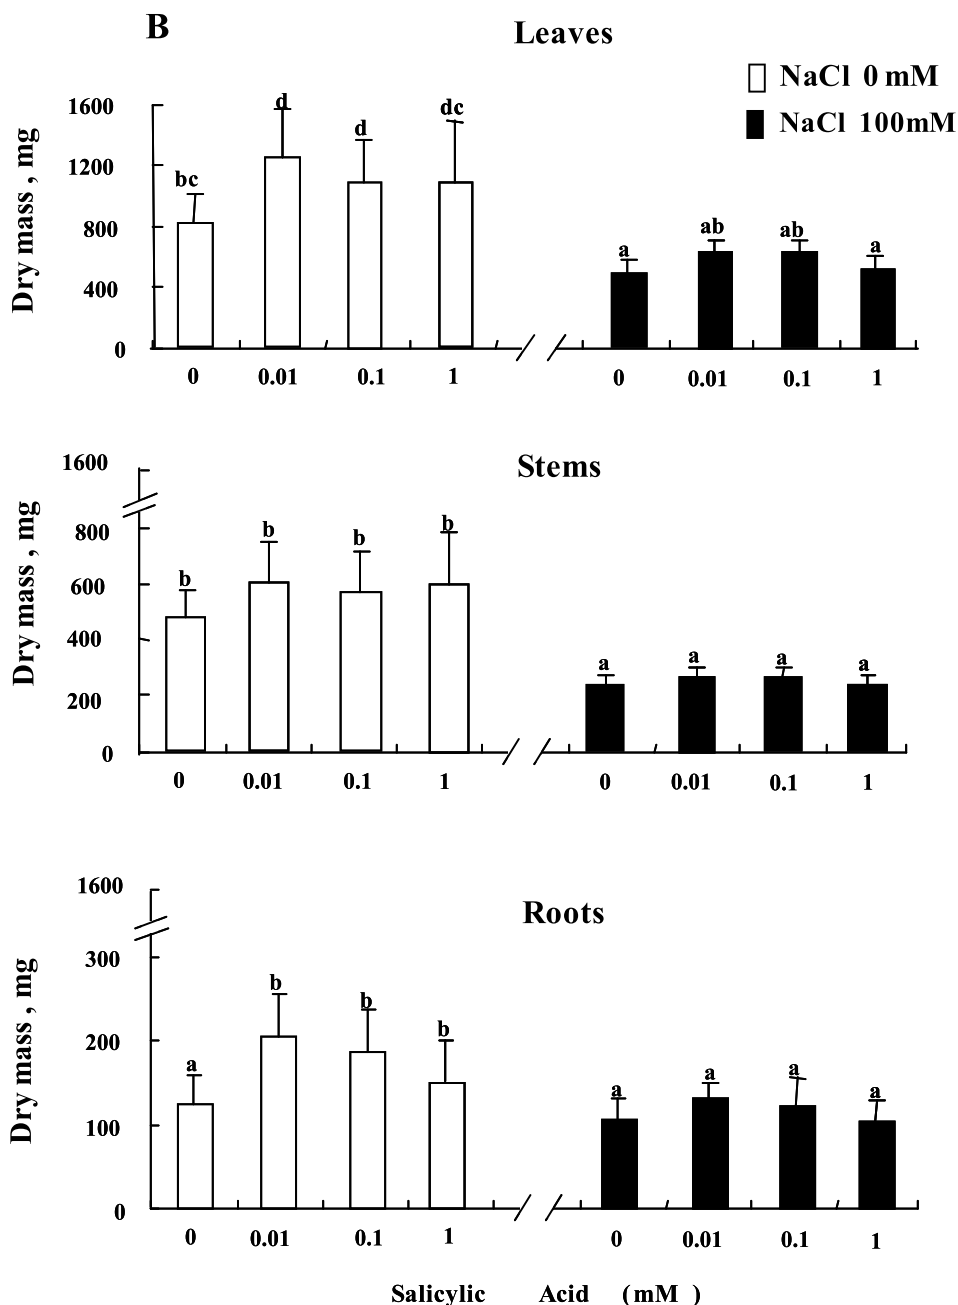 B
Leaves
NaCl 0 mM
NaCl 100mM
Dry mass , mg
1600
1200
800
400
0
bc
d
d
dc
a
ab
ab
a
0 0.01 0.1 1 0 0.01 0.1 1
Stems
Dry mass , mg
1600
800
600
400
200
0
b
b
b
b
a
a
a
a
0 0.01 0.1 1 0 0.01 0.1 1
Roots
Dry mass , mg
1600
300
200
100
0
a
b
b
b
a
a
a
a
0 0.01 0.1 1 0 0.01 0.1 1
Salicylic Acid (mM)